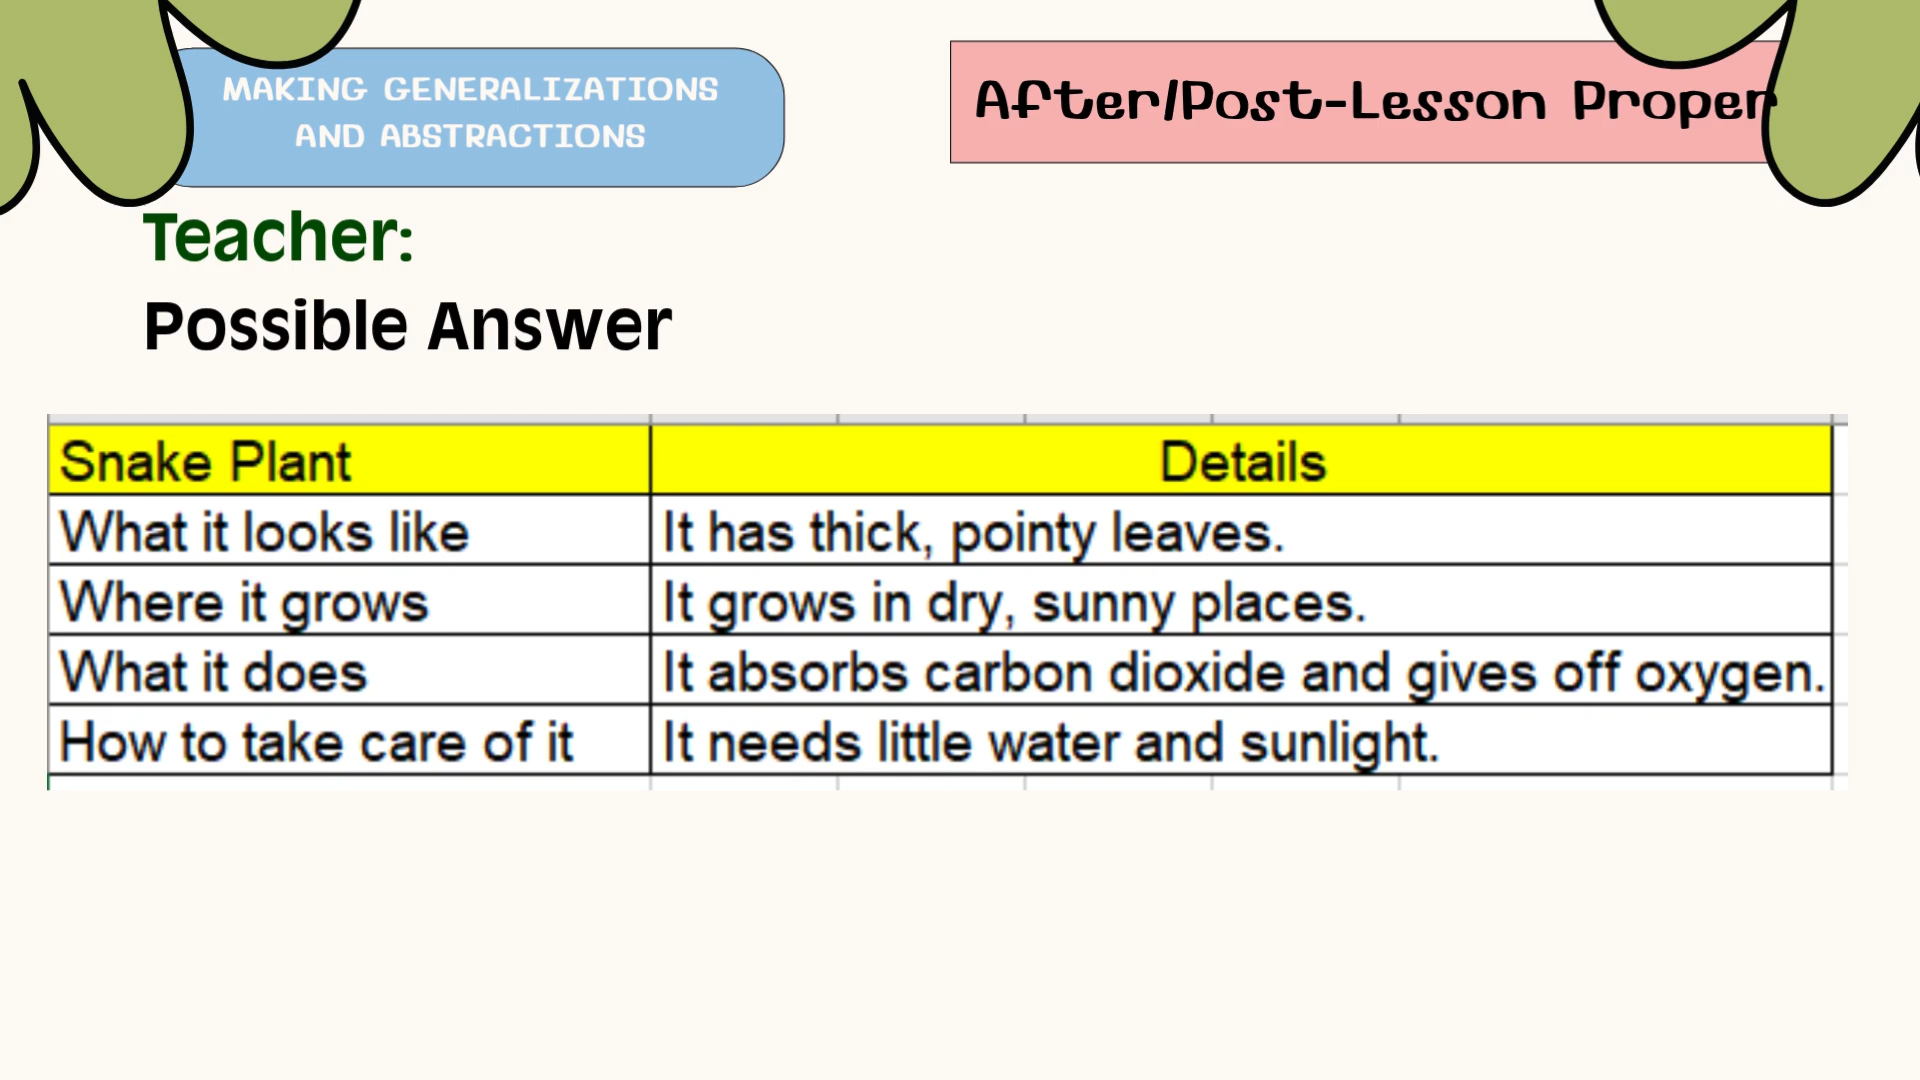 MAKING GENERALIZATIONS
AND ABSTRACTIONS
After/Post-Lesson Proper
Teacher:
Possible Answer
Snake Plant Details
What it looks like It has thick, pointy leaves.
Where it grows It grows in dry, sunny places.
What it does It absorbs carbon dioxide and gives off oxygen.
How to take care of it It needs little water and sunlight.